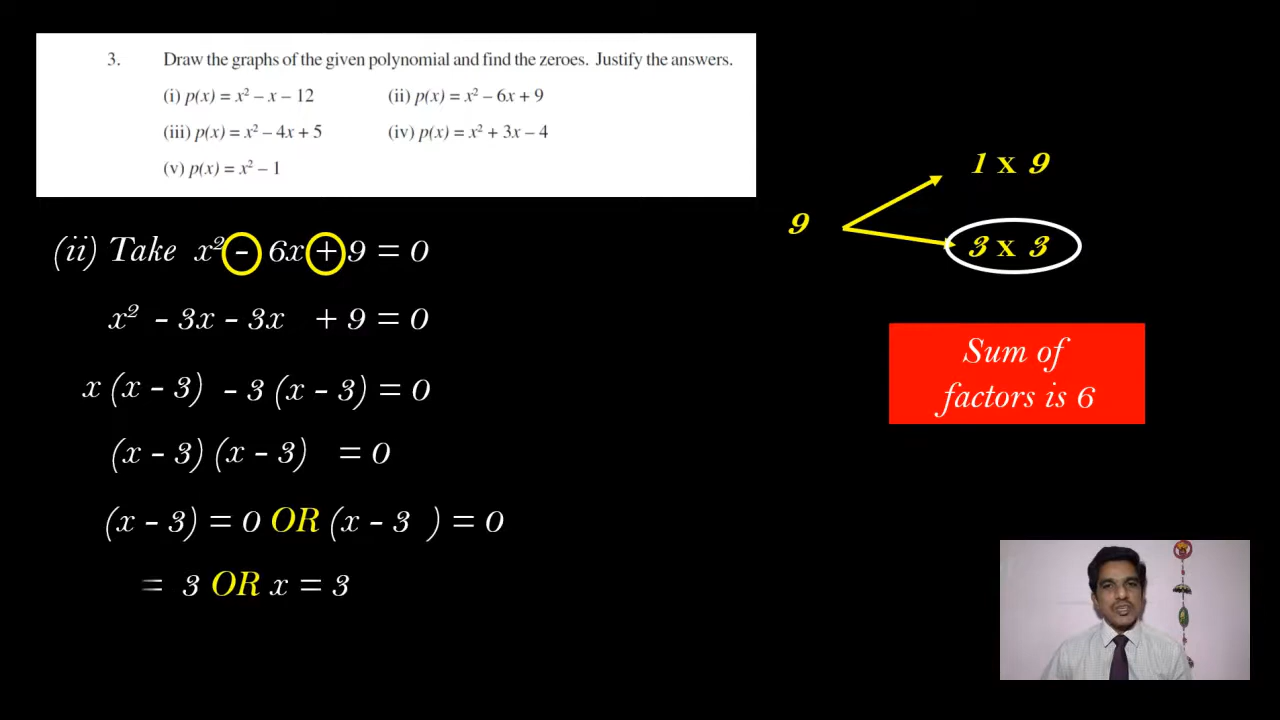 3. Draw the graphs of the given polynomial and find the zeroes. Justify the answers.
(i) p(x) = x² – x – 12 (ii) p(x) = x² – 6x + 9
(iii) p(x) = x² – 4x + 5 (iv) p(x) = x² + 3x – 4
(v) p(x) = x² – 1
(ii) Take x² - 6x + 9 = 0
x² - 3x - 3x + 9 = 0
x (x - 3) - 3 (x - 3) = 0
(x - 3) (x - 3) = 0
(x - 3) = 0 OR (x - 3 ) = 0
= 3 OR x = 3
1 x 9
9
3 x 3
Sum of
factors is 6